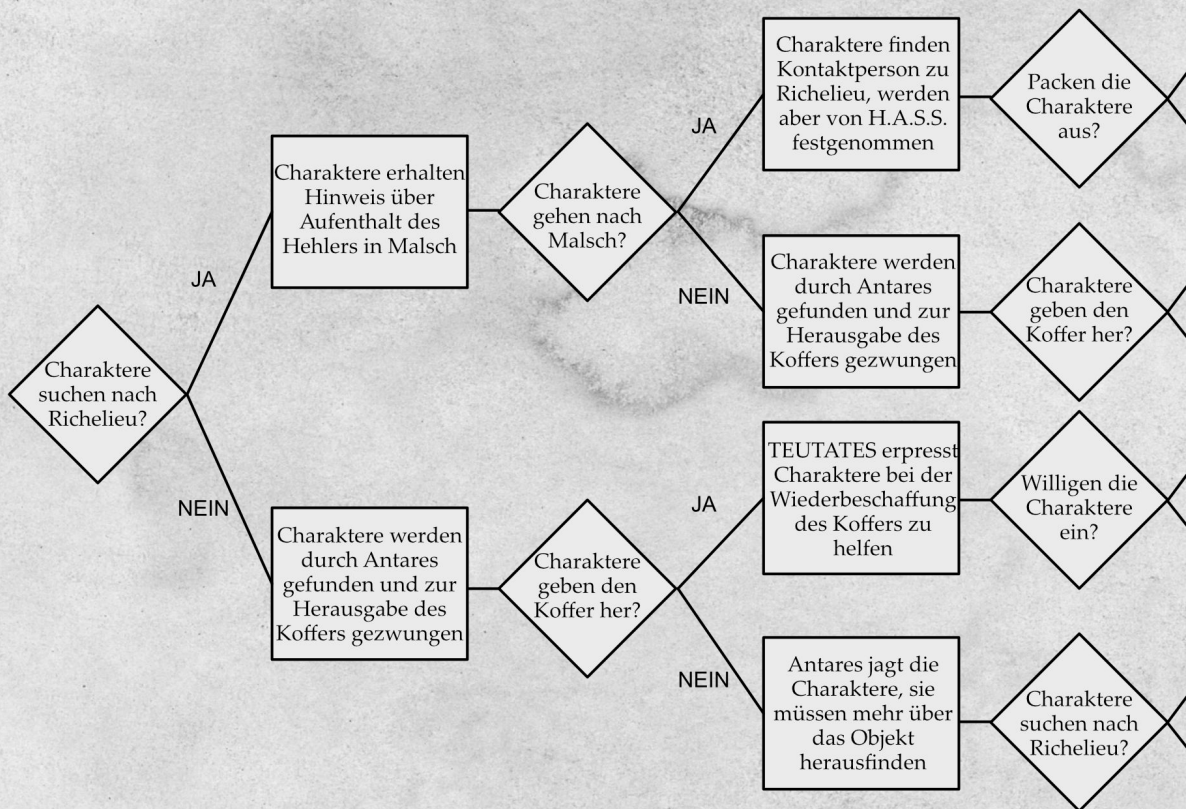 Charaktere
suchen nach
Richelieu?
JA
NEIN
Charaktere erhalten
Hinweis über
Aufenthalt des
Hehlers in Malsch
Charaktere
gehen nach
Malsch?
JA
NEIN
Charaktere finden
Kontaktperson zu
Richelieu, werden
aber von H.A.S.S.
festgenommen
Packen die
Charaktere
aus?
Charaktere werden
durch Antares
gefunden und zur
Herausgabe des
Koffers gezwungen
Charaktere
geben den
Koffer her?
Charaktere werden
durch Antares
gefunden und zur
Herausgabe des
Koffers gezwungen
Charaktere
geben den
Koffer her?
JA
NEIN
TEUTATES erpresst
Charaktere bei der
Wiederbeschaffung
des Koffers zu
helfen
Willigen die
Charaktere
ein?
Antares jagt die
Charaktere, sie
müssen mehr über
das Objekt
herausfinden
Charaktere
suchen nach
Richelieu?